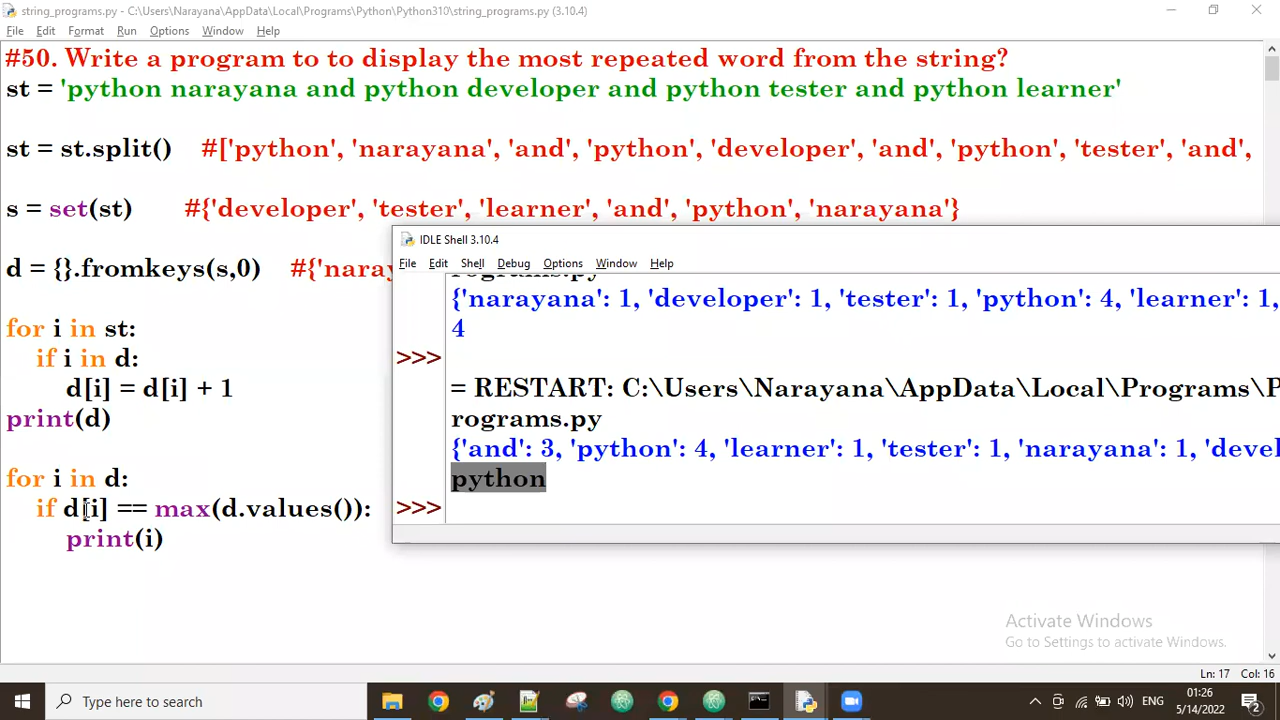 string_programs.py - C:\Users\Narayana\AppData\Local\Programs\Python\Python310\string_programs.py (3.10.4)
File Edit Format Run Options Window Help
#50. Write a program to to display the most repeated word from the string?
st = 'python narayana and python developer and python tester and python learner'
st = st.split() #['python', 'narayana', 'and', 'python', 'developer', 'and', 'python', 'tester', 'and',
s = set(st) #{'developer', 'tester', 'learner', 'and', 'python', 'narayana'}
d = {}.fromkeys(s,0) #{'naray
for i in st:
if i in d:
d[i] = d[i] + 1
print(d)
for i in d:
if d[i] == max(d.values()):
print(i)
IDLE Shell 3.10.4
File Edit Shell Debug Options Window Help
rograms.py
{'narayana': 1, 'developer': 1, 'tester': 1, 'python': 4, 'learner': 1,
4
>>>
= RESTART: C:\Users\Narayana\AppData\Local\Programs\P
rograms.py
{'and': 3, 'python': 4, 'learner': 1, 'tester': 1, 'narayana': 1, 'devel
python
>>>
Activate Windows
Go to Settings to activate Windows.
Ln: 17 Col: 16
Type here to search
ENG
01:26
5/14/2022
2